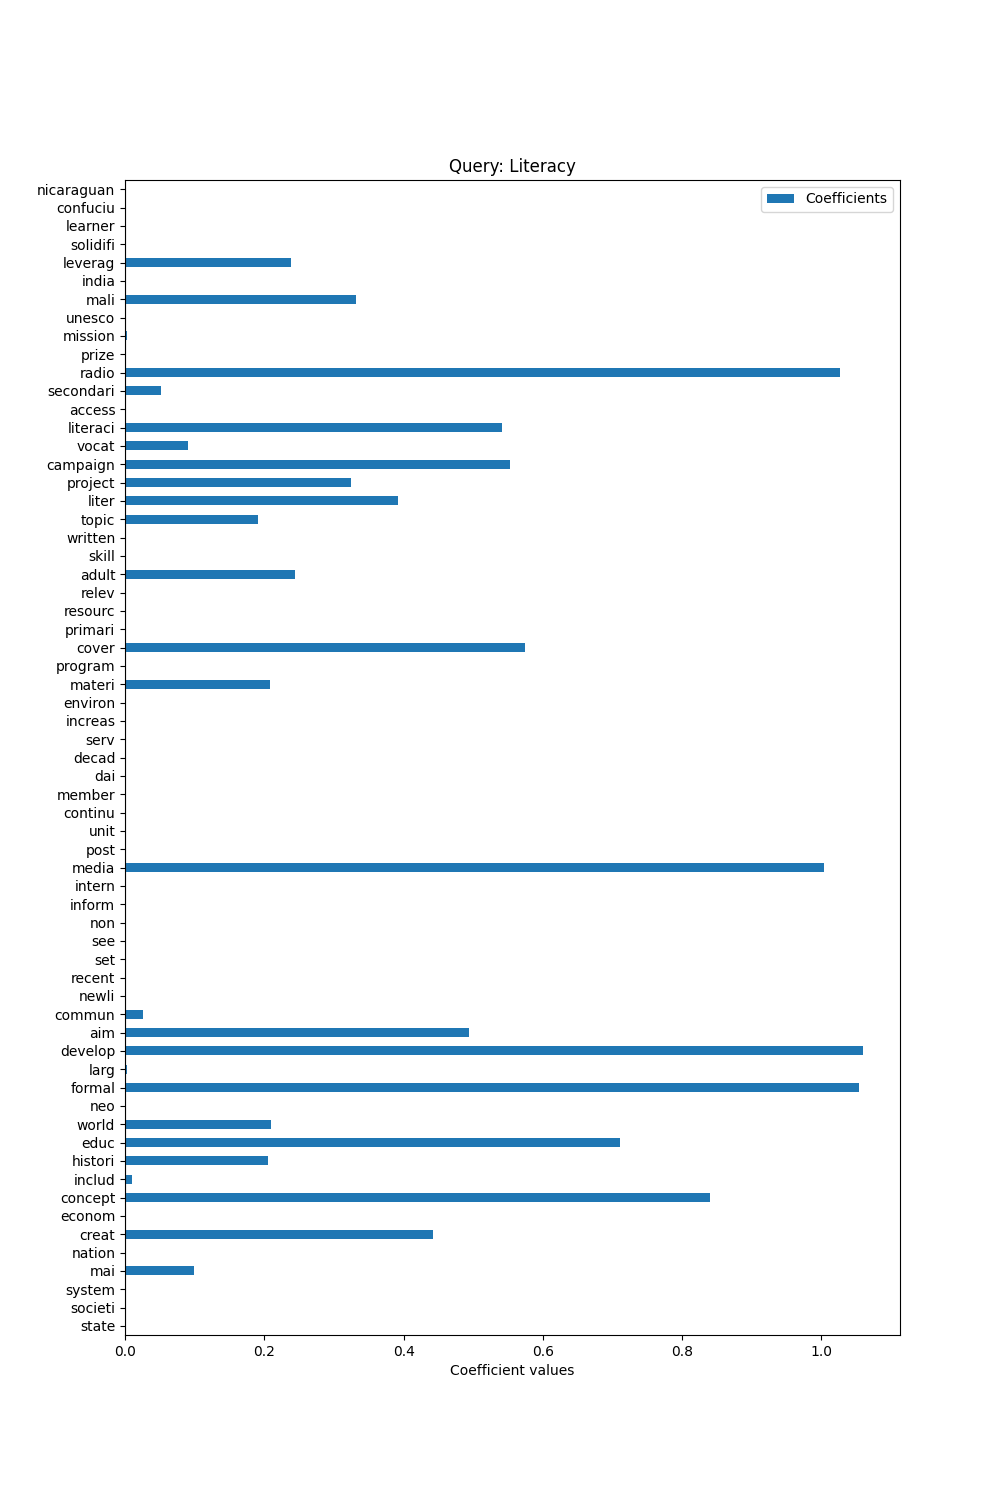 Query: Literacy
Coefficients
nicaraguan
confuciu
learner
solidifi
leverag
india
mali
unesco
mission
prize
radio
secondari
access
literaci
vocat
campaign
project
liter
topic
written
skill
adult
relev
resourc
primari
cover
program
materi
environ
increas
serv
decad
dai
member
continu
unit
post
media
intern
inform
non
see
set
recent
newli
commun
aim
develop
larg
formal
neo
world
educ
histori
includ
concept
econom
creat
nation
mai
system
societi
state
0.0 0.2 0.4 0.6 0.8 1.0
Coefficient values